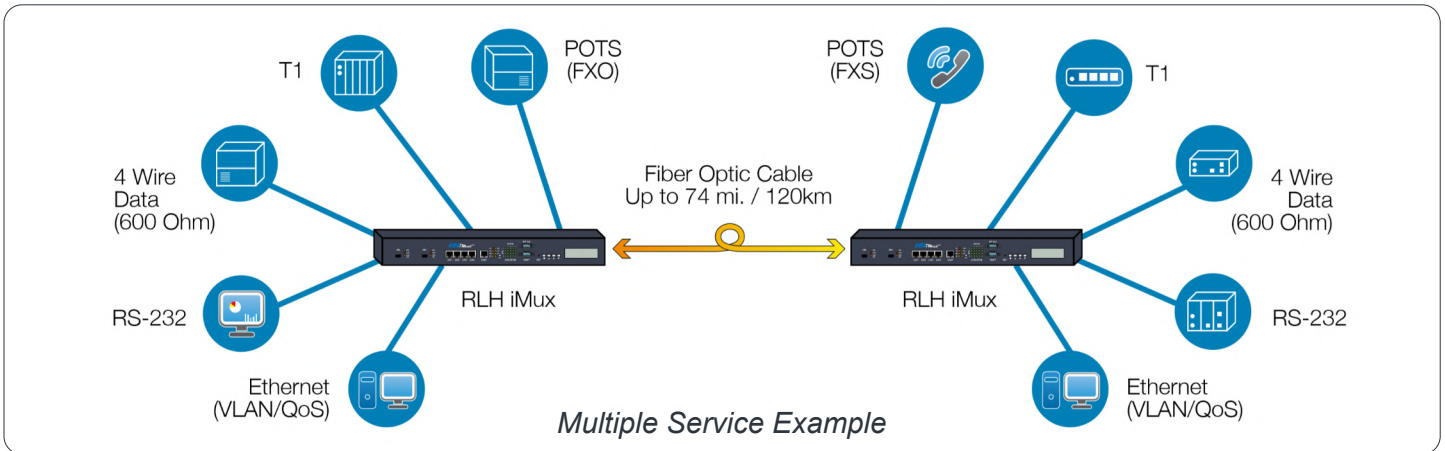 T1
POTS
(FXO)
POTS
(FXS)
T1
4 Wire
Data
(600 Ohm)
Fiber Optic Cable
Up to 74 mi. / 120km
4 Wire
Data
(600 Ohm)
RLH iMux
RLH iMux
RS-232
RS-232
Ethernet
(VLAN/QoS)
Ethernet
(VLAN/QoS)
Multiple Service Example